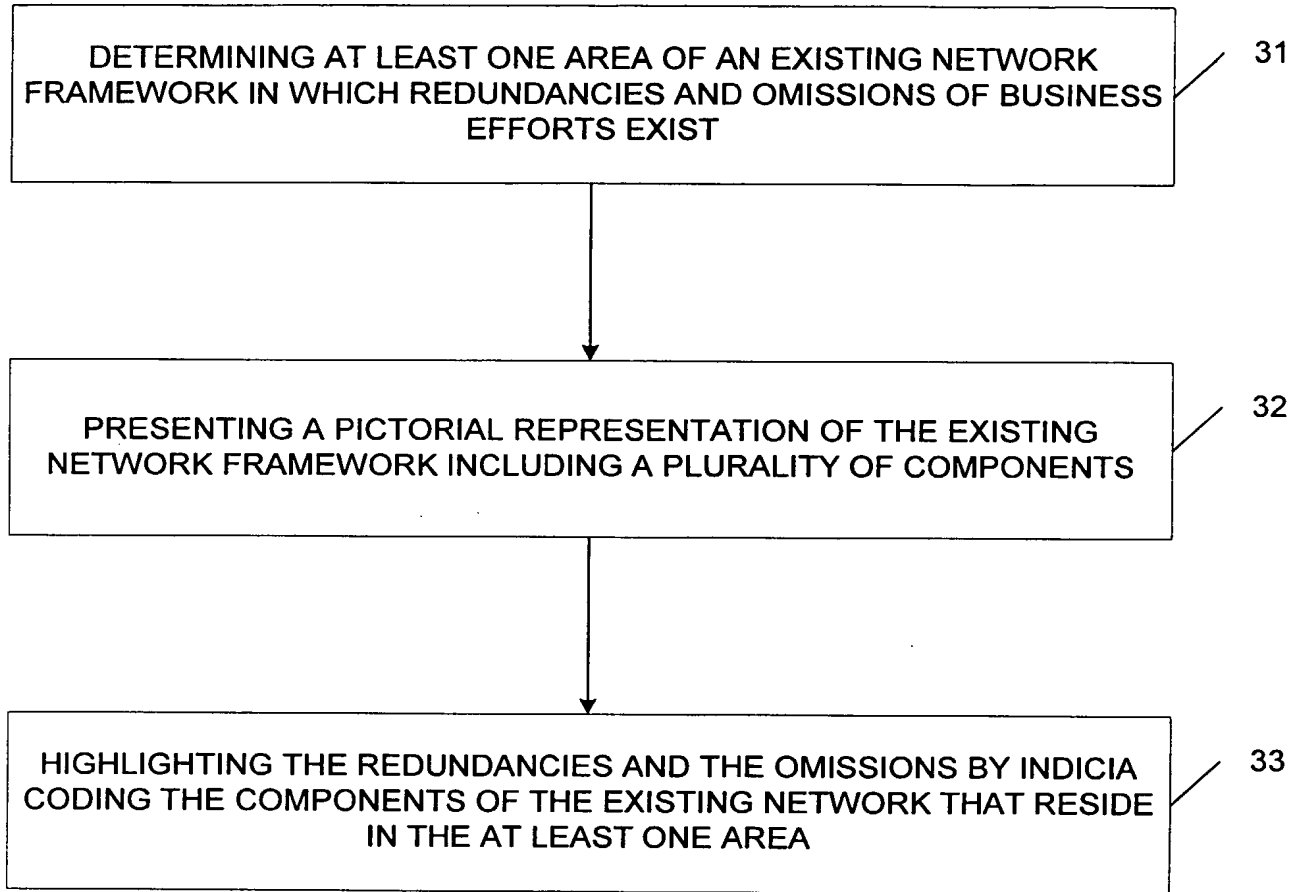 DETERMINING AT LEAST ONE AREA OF AN EXISTING NETWORK
FRAMEWORK IN WHICH REDUNDANCIES AND OMISSIONS OF BUSINESS
EFFORTS EXIST
31
PRESENTING A PICTORIAL REPRESENTATION OF THE EXISTING
NETWORK FRAMEWORK INCLUDING A PLURALITY OF COMPONENTS
32
HIGHLIGHTING THE REDUNDANCIES AND THE OMISSIONS BY INDICIA
CODING THE COMPONENTS OF THE EXISTING NETWORK THAT RESIDE
IN THE AT LEAST ONE AREA
33